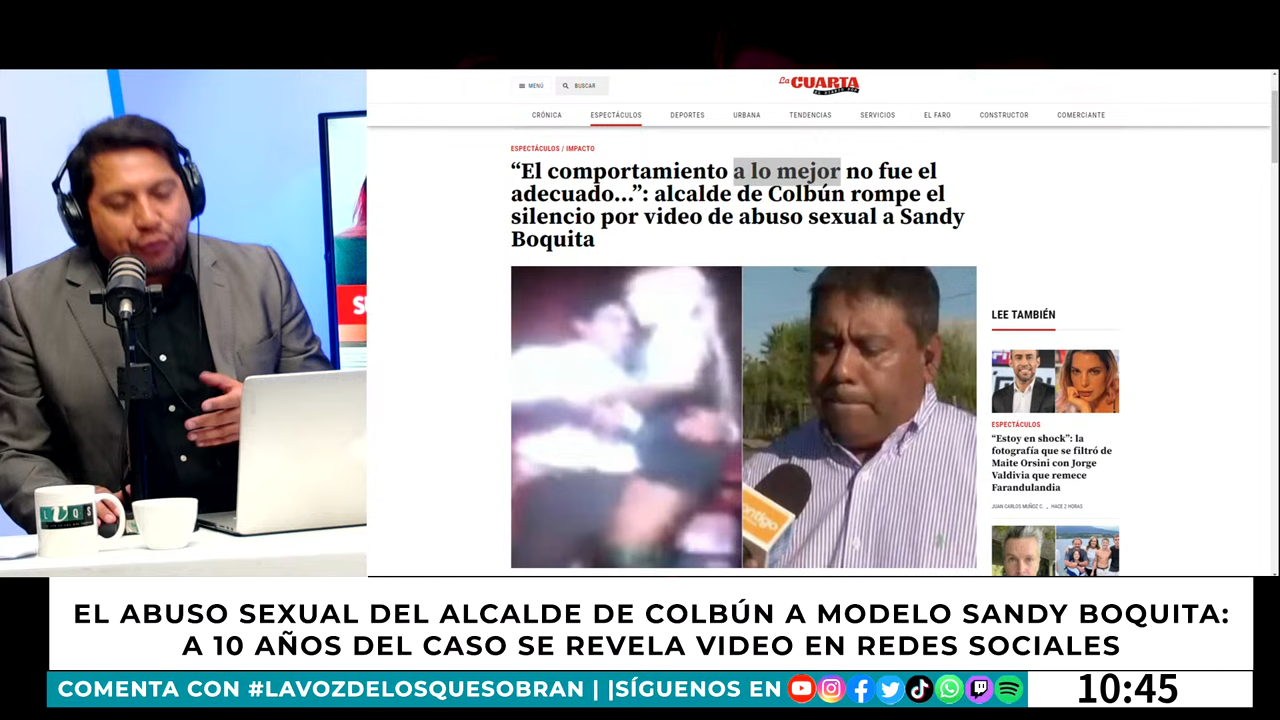 La CUARTA
MENÚ
BUSCAR
CRÓNICA ESPECTÁCULOS DEPORTES URBANA TENDENCIAS SERVICIOS EL FARO CONSTRUCTOR COMERCIANTE
ESPECTÁCULOS / IMPACTO
“El comportamiento a lo mejor no fue el
adecuado...”: alcalde de Colbún rompe el
silencio por video de abuso sexual a Sandy
Boquita
LEE TAMBIÉN
ESPECTÁCULOS
“Estoy en shock”: la
fotografía que se filtró de
Maite Orsini con Jorge
Valdivia que remece
Farandulandia
JUAN CARLOS MUÑOZ C. , HACE 2 HORAS
LVQS
EL ABUSO SEXUAL DEL ALCALDE DE COLBÚN A MODELO SANDY BOQUITA:
A 10 AÑOS DEL CASO SE REVELA VIDEO EN REDES SOCIALES
COMENTA CON #LAVOZDELOSQUESOBRAN | |SÍGUENOS EN
10:45